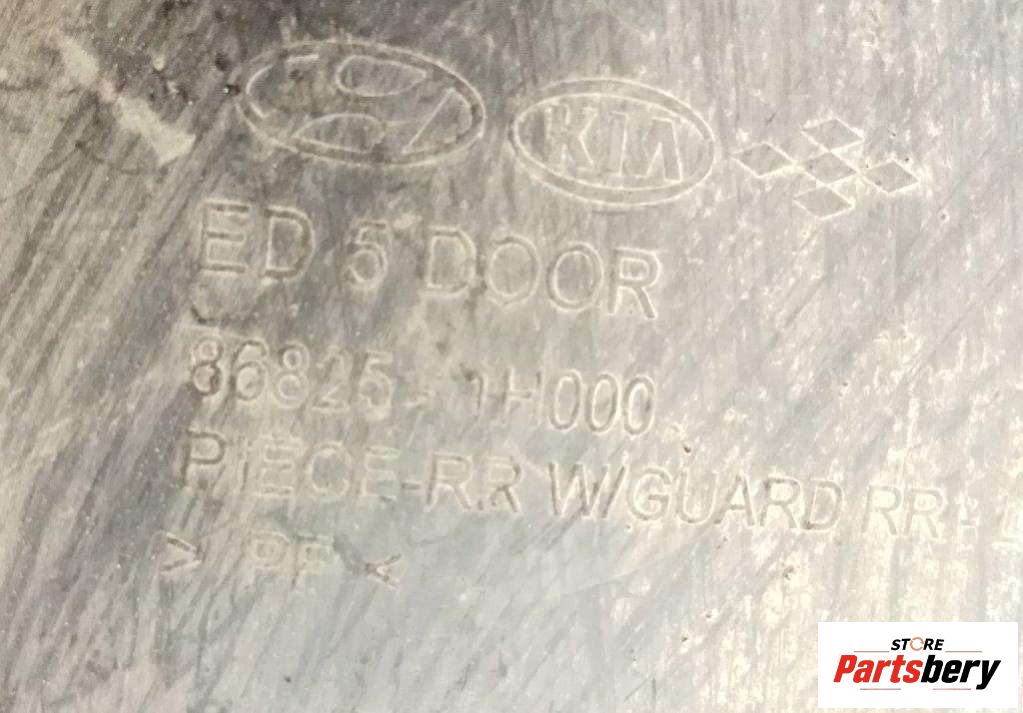 KIA
ED 5 DOOR
86825-1H000
PIECE-RR W/GUARD RR-
> PP <
STORE
Partsbery